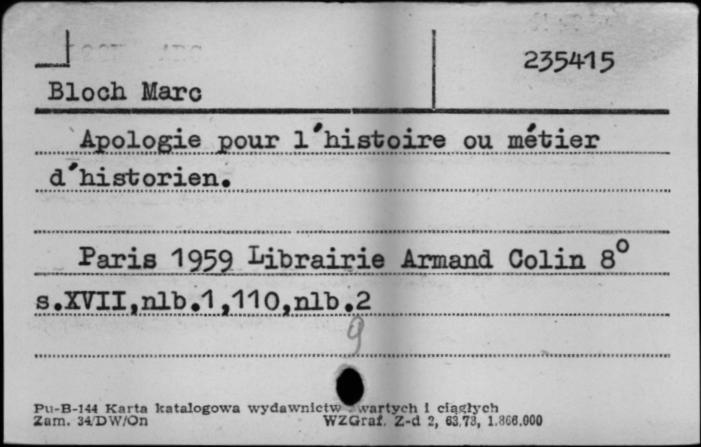 235415
Bloch Marc
Apologie pour l'histoire ou métier
d'historien.
Paris 1959 Librairie Armand Colin 8°
s.XVII,nlb.1,110,nlb.2
9
Pu-B-144 Karta katalogowa wydawnictw zwartych i ciągłych
Zam. 34/DW/On WZGraf. Z-d 2, 63,73, 1.866.000